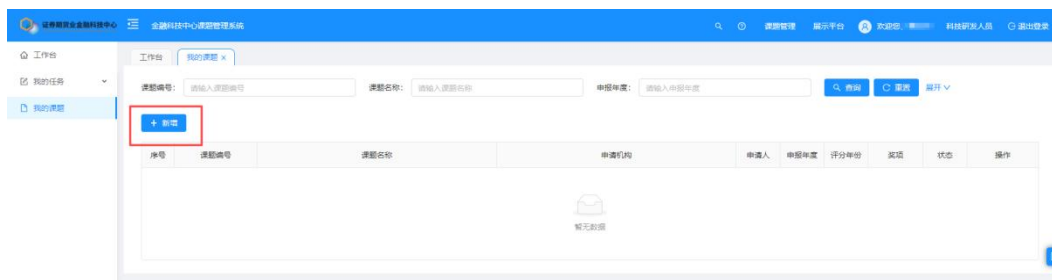 证券期货业金融科技中心 金融科技中心课题管理系统 课题管理 展示平台 欢迎您, 科技研发人员 退出登录
工作台
我的任务
我的课题
工作台 我的课题 ×
课题编号: 请输入课题编号 课题名称: 请输入课题名称 申报年度: 请输入申报年度 查询 重置 展开
+ 新增
序号 课题编号 课题名称 申请机构 申请人 申报年度 评分年份 奖项 状态 操作
暂无数据